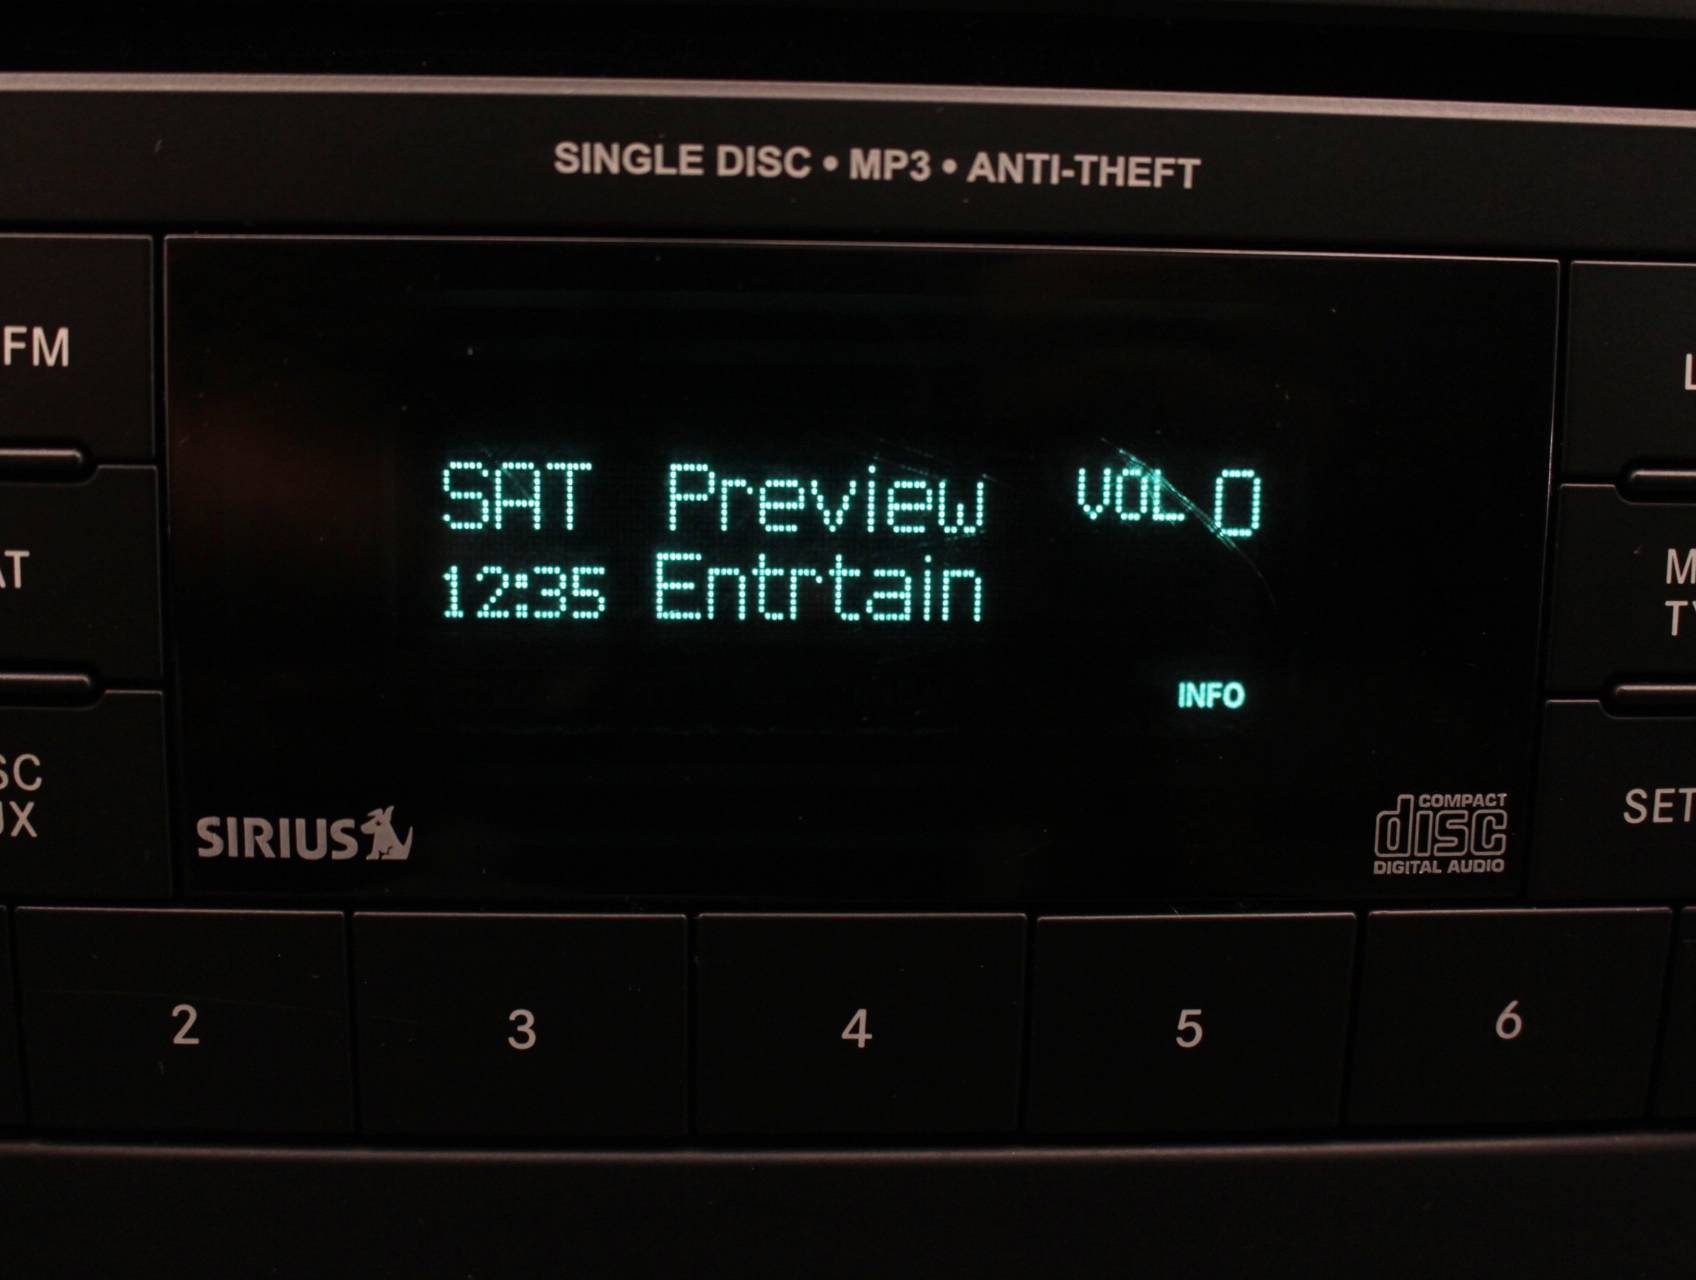 SINGLE DISC • MP3 • ANTI-THEFT
FM
SAT Preview VOL 0
12:35 Entrtain
INFO
SIRIUS
COMPACT
disc
DIGITAL AUDIO
SET
2 3 4 5 6